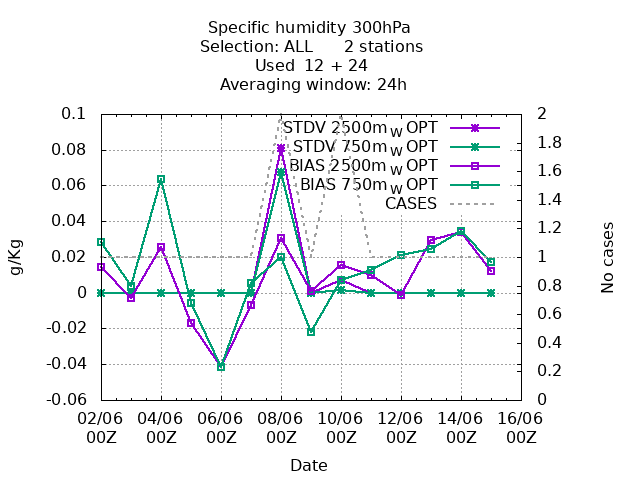 Specific humidity 300hPa
Selection: ALL 2 stations
Used 12 + 24
Averaging window: 24h
0.1
0.08
0.06
0.04
0.02
0
-0.02
-0.04
-0.06
g/Kg
STDV 2500m_W OPT
STDV 750m_W OPT
BIAS 2500m_W OPT
BIAS 750m_W OPT
CASES
2
1.8
1.6
1.4
1.2
1
0.8
0.6
0.4
0.2
0
No cases
02/06 04/06 06/06 08/06 10/06 12/06 14/06 16/06
00Z 00Z 00Z 00Z 00Z 00Z 00Z 00Z
Date